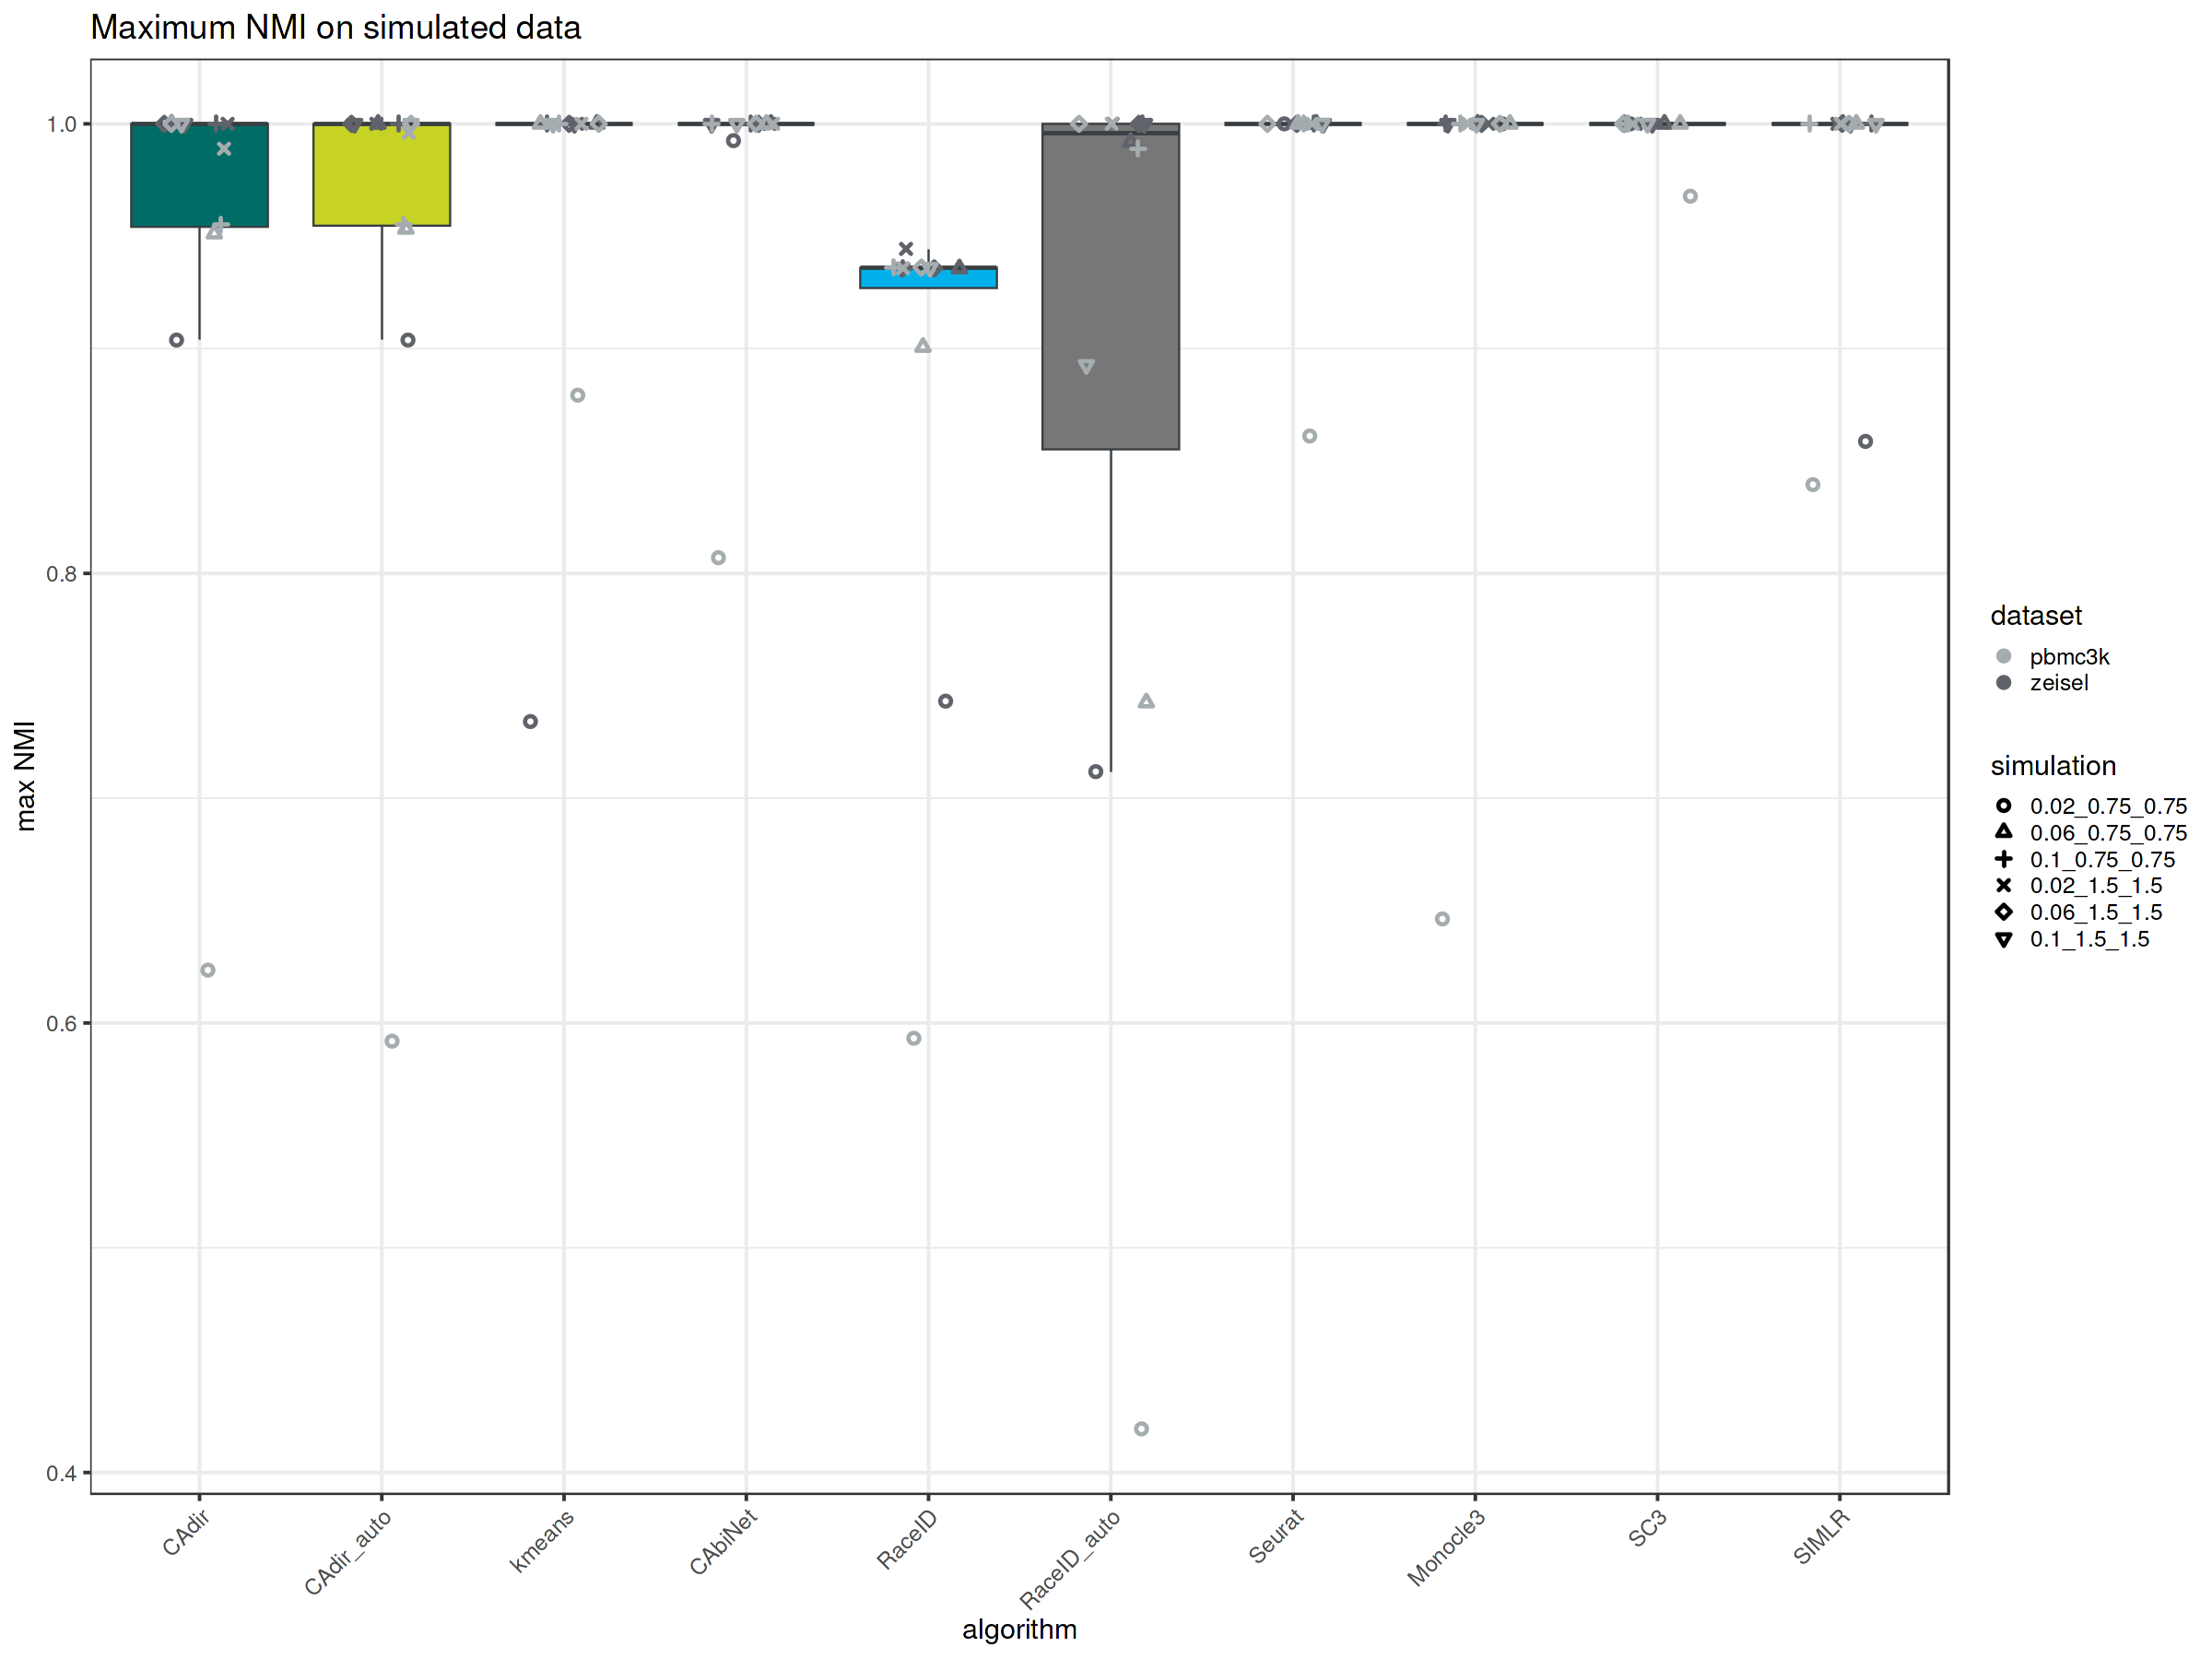 Maximum NMI on simulated data
max NMI
1.0
0.8
0.6
0.4
CAdir
CAdir_auto
kmeans
CAbiNet
RaceID
RaceID_auto
Seurat
Monocle3
SC3
SIMLR
algorithm
dataset
pbmc3k
zeisel
simulation
0.02_0.75_0.75
0.06_0.75_0.75
0.1_0.75_0.75
0.02_1.5_1.5
0.06_1.5_1.5
0.1_1.5_1.5